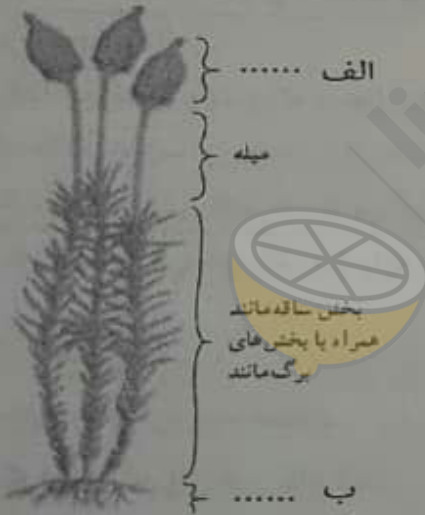 الف ......
میله
بخش ساقه‌مانند
همراه با بخش‌های
برگ‌مانند
ب ......